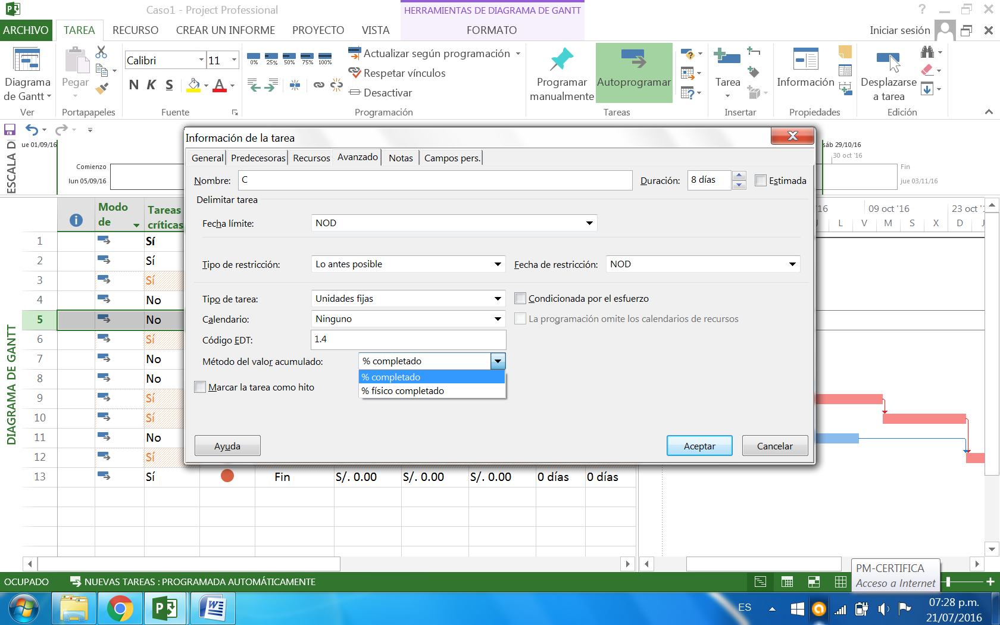 Caso1 - Project Professional
HERRAMIENTAS DE DIAGRAMA DE GANTT
?
ARCHIVO TAREA RECURSO CREAR UN INFORME PROYECTO VISTA FORMATO Iniciar sesión
Diagrama de Gantt
Ver
Pegar
Portapapeles
Calibri 11
N K S A
Fuente
0% 25% 50% 75% 100%
Actualizar según programación
Respetar vínculos
Desactivar
Programación
Programar manualmente
Autoprogramar
Tareas
Tarea
Insertar
Información
Propiedades
Desplazarse a tarea
Edición
ESCALA D
ue 01/09/16
Comienzo
lun 05/09/16
sáb 29/10/16
30 oct '16
Fin
jue 03/11/16
Información de la tarea
General Predecesoras Recursos Avanzado Notas Campos pers.
Nombre: C Duración: 8 días Estimada
Delimitar tarea
Fecha límite: NOD
Tipo de restricción: Lo antes posible Fecha de restricción: NOD
Tipo de tarea: Unidades fijas Condicionada por el esfuerzo
Calendario: Ninguno La programación omite los calendarios de recursos
Código EDT: 1.4
Método del valor acumulado: % completado
% completado
% físico completado
Marcar la tarea como hito
Ayuda Aceptar Cancelar
DIAGRAMA DE GANTT
Modo de
Tareas críticas
'16 09 oct '16 23 oct '1
J L V M S X D J
1 Sí
2 Sí
3 Sí
4 No
5 No
6 Sí
7 No
8 No
9 Sí
10 Sí
11 No
12 Sí
13 Sí Fin S/. 0.00 S/. 0.00 S/. 0.00 0 días 0 días
OCUPADO NUEVAS TAREAS : PROGRAMADA AUTOMÁTICAMENTE
PM-CERTIFICA
Acceso a Internet
ES
07:28 p.m.
21/07/2016